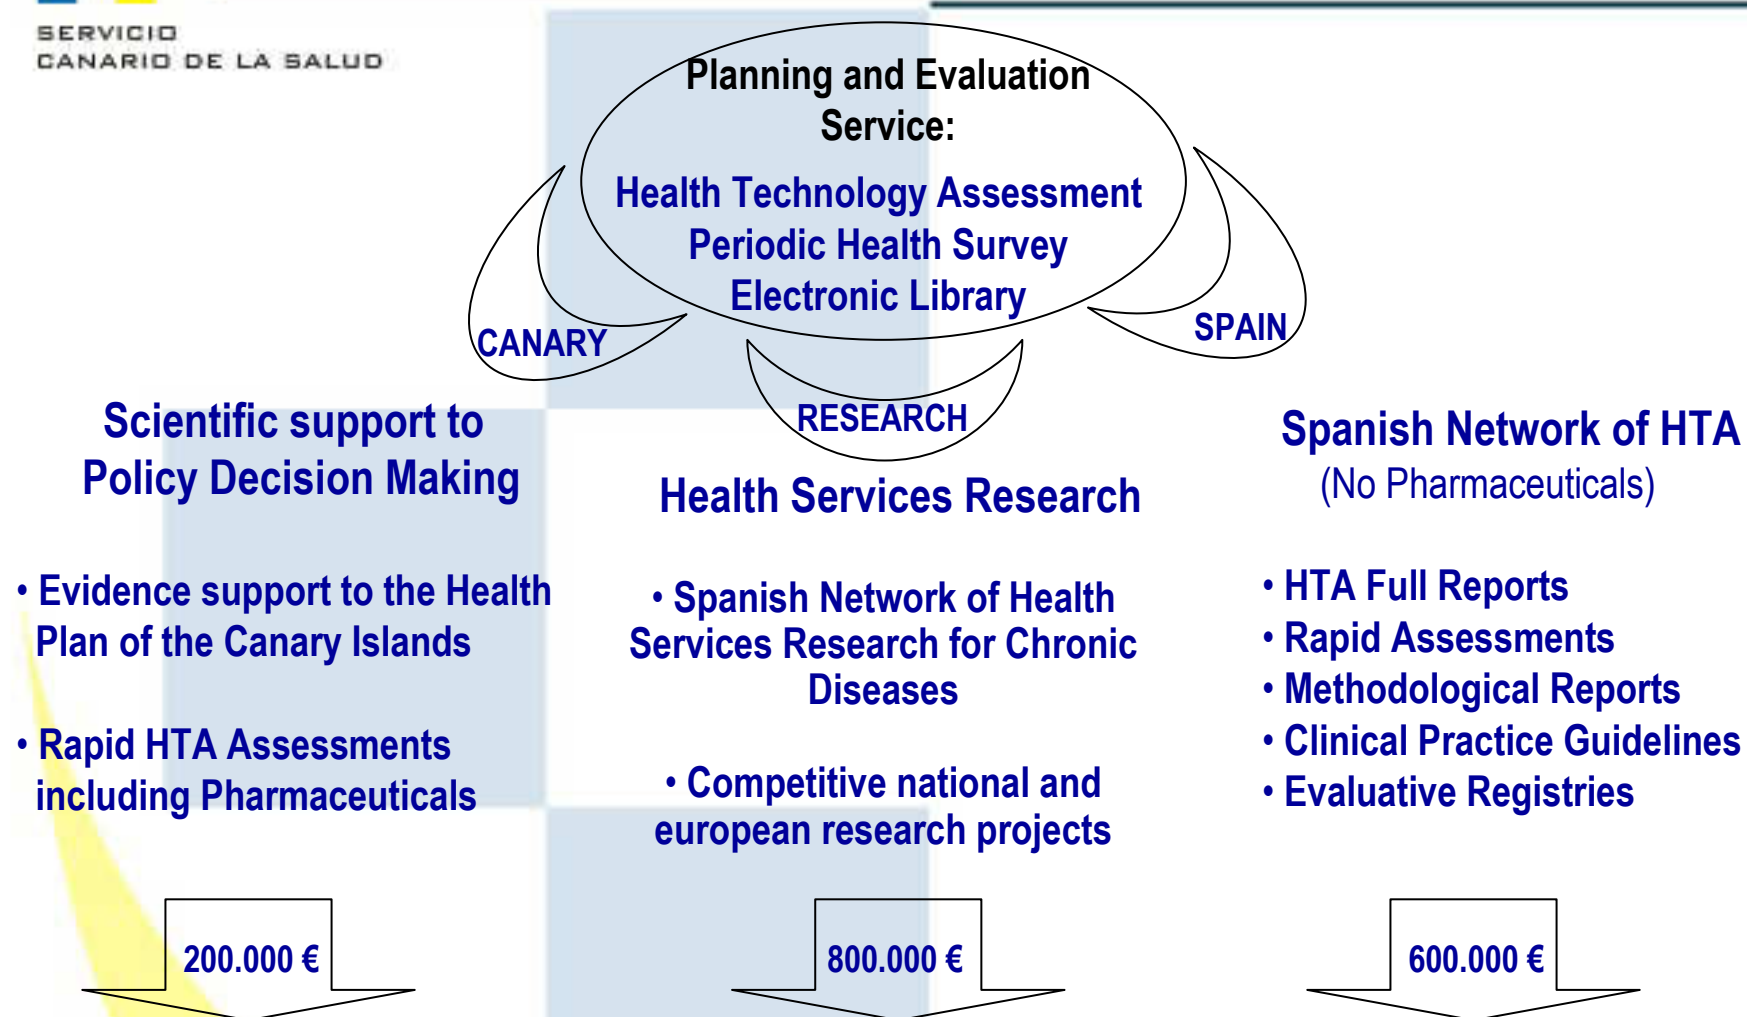 SERVICIO
CANARIO DE LA SALUD
Planning and Evaluation
Service:
Health Technology Assessment
Periodic Health Survey
Electronic Library
CANARY
RESEARCH
SPAIN
Scientific support to
Policy Decision Making
• Evidence support to the Health
Plan of the Canary Islands
• Rapid HTA Assessments
including Pharmaceuticals
200.000 €
Health Services Research
• Spanish Network of Health
Services Research for Chronic
Diseases
• Competitive national and
european research projects
800.000 €
Spanish Network of HTA
(No Pharmaceuticals)
• HTA Full Reports
• Rapid Assessments
• Methodological Reports
• Clinical Practice Guidelines
• Evaluative Registries
600.000 €